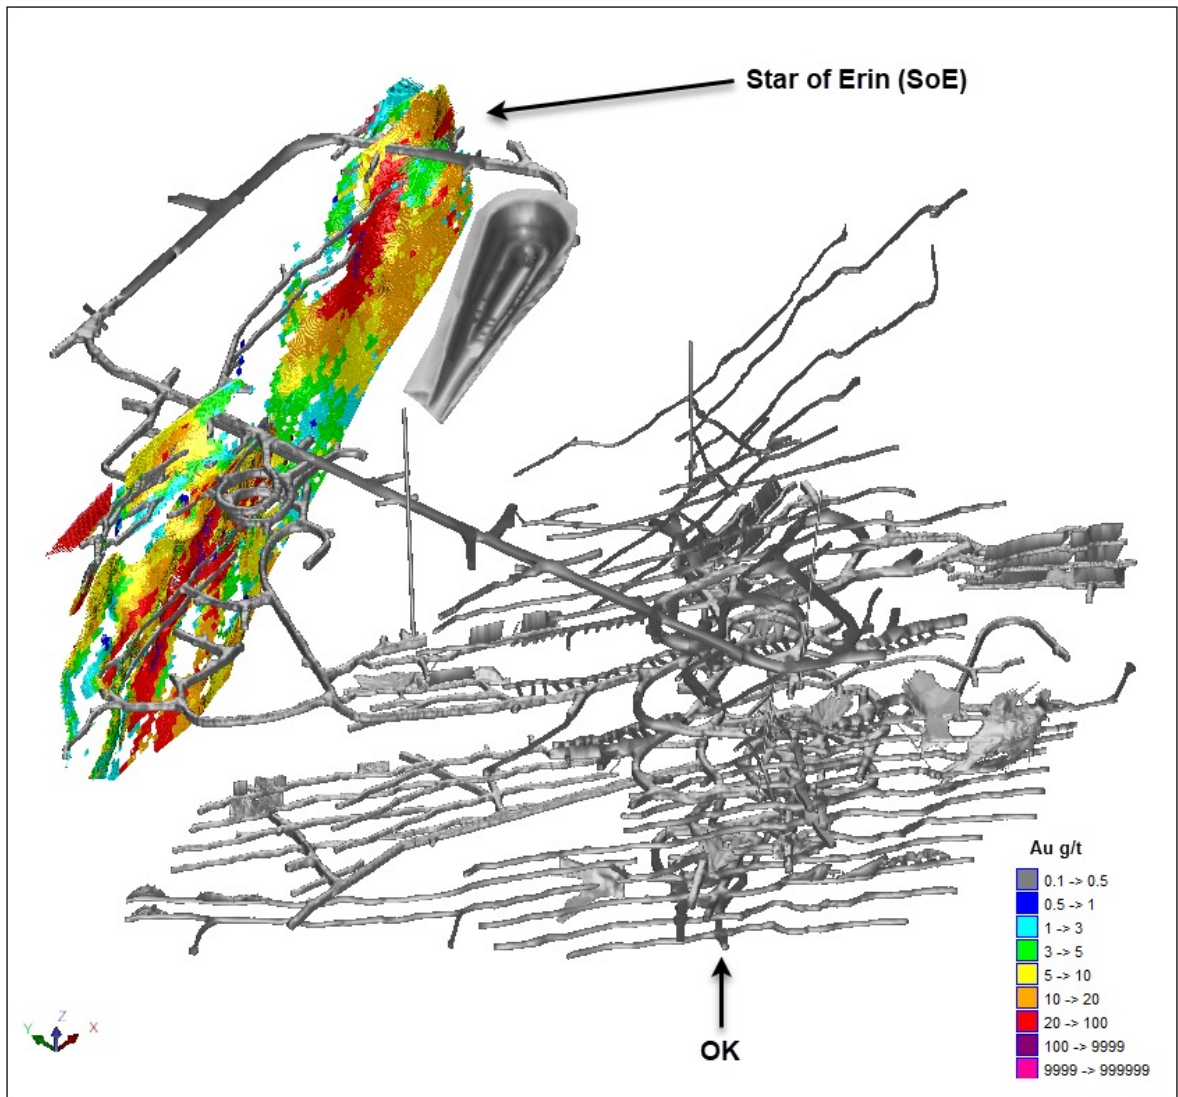 Star of Erin (SoE)
Au g/t
0.1 -> 0.5
0.5 -> 1
1 -> 3
3 -> 5
5 -> 10
10 -> 20
20 -> 100
100 -> 9999
9999 -> 999999
Y Z X
OK